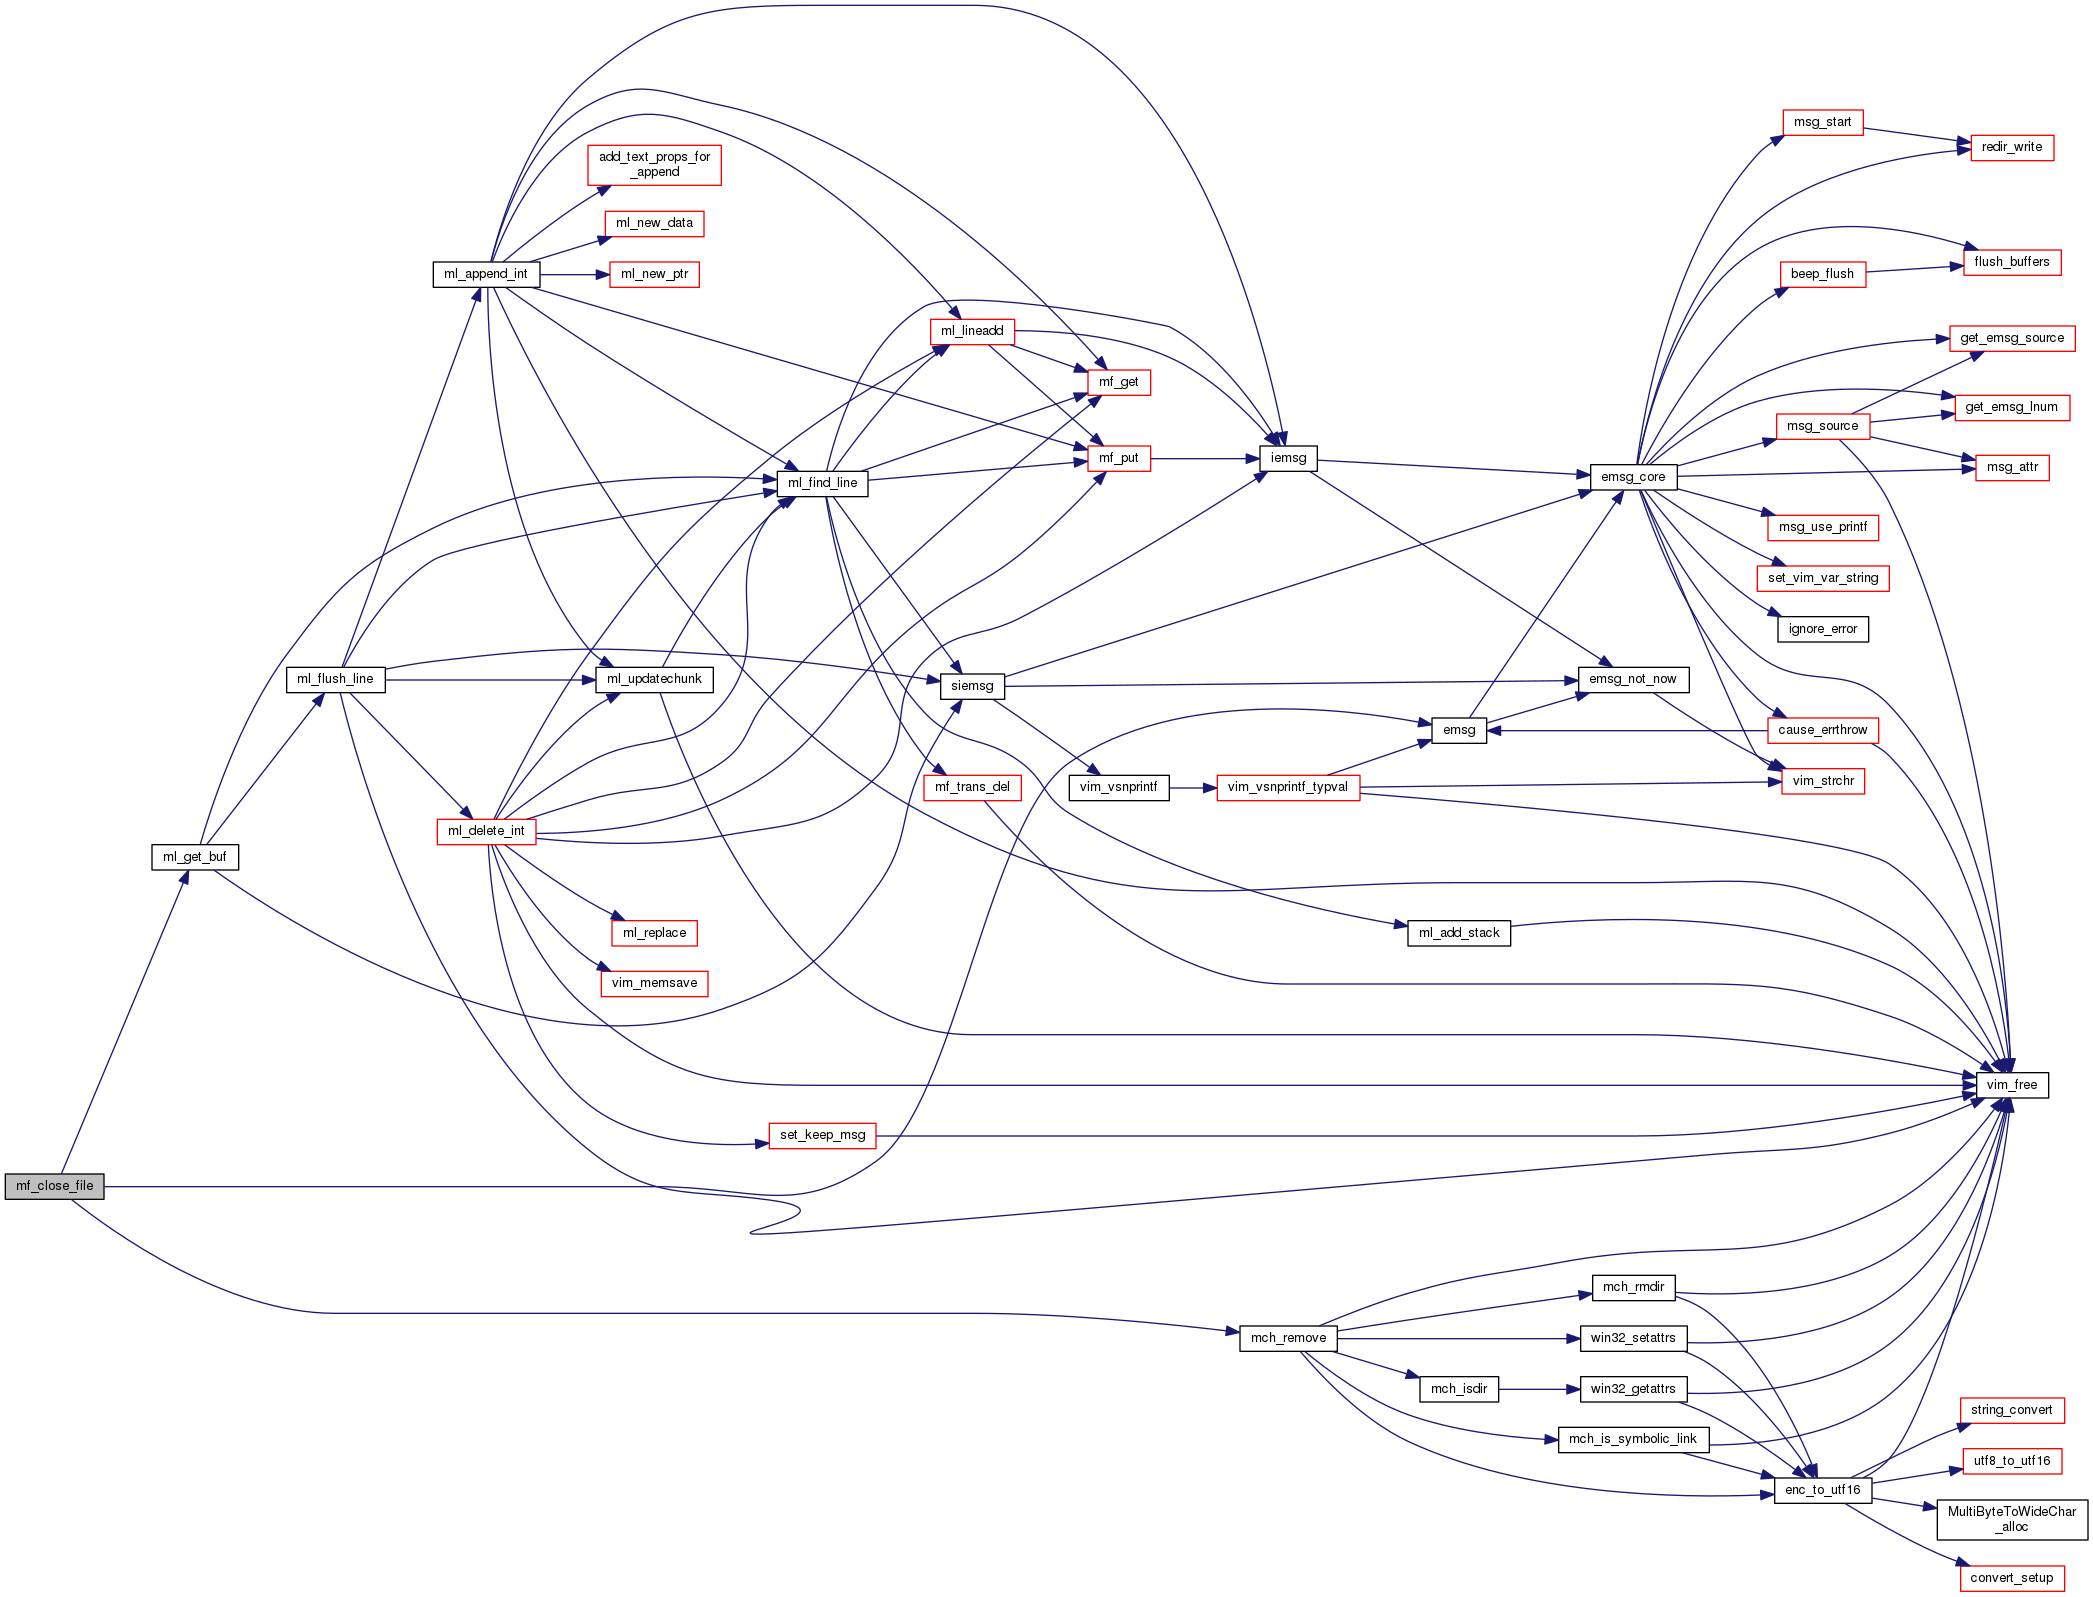 mf_close_file
ml_get_buf
ml_flush_line
ml_append_int
ml_delete_int
add_text_props_for
_append
ml_new_data
ml_new_ptr
ml_updatechunk
ml_replace
vim_memsave
ml_find_line
set_keep_msg
ml_lineadd
siemsg
mf_trans_del
mf_get
mf_put
vim_vsnprintf
iemsg
vim_vsnprintf_typval
mch_remove
emsg
ml_add_stack
mch_isdir
emsg_core
emsg_not_now
mch_rmdir
win32_setattrs
win32_getattrs
mch_is_symbolic_link
msg_start
beep_flush
msg_source
msg_use_printf
set_vim_var_string
ignore_error
cause_errthrow
vim_strchr
enc_to_utf16
redir_write
flush_buffers
get_emsg_source
get_emsg_lnum
msg_attr
vim_free
string_convert
utf8_to_utf16
MultiByteToWideChar
_alloc
convert_setup